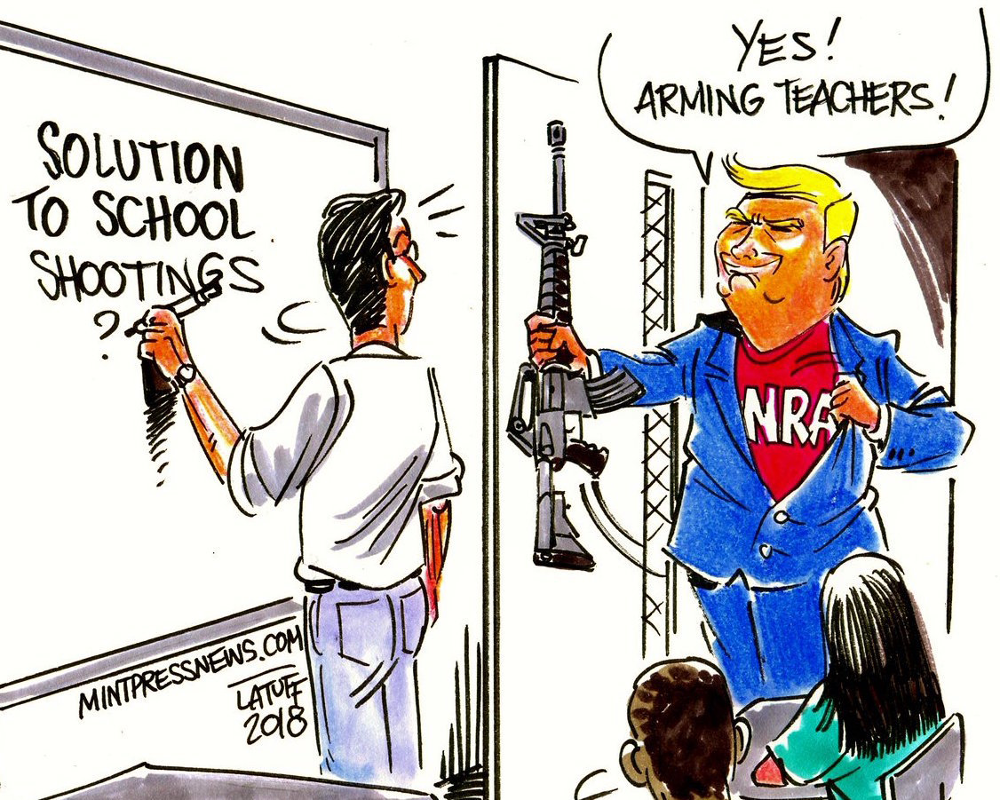 SOLUTION
TO SCHOOL
SHOOTINGS
?
YES!
ARMING TEACHERS!
NRA
MINTPRESSNEWS.COM
LATUFF
2018